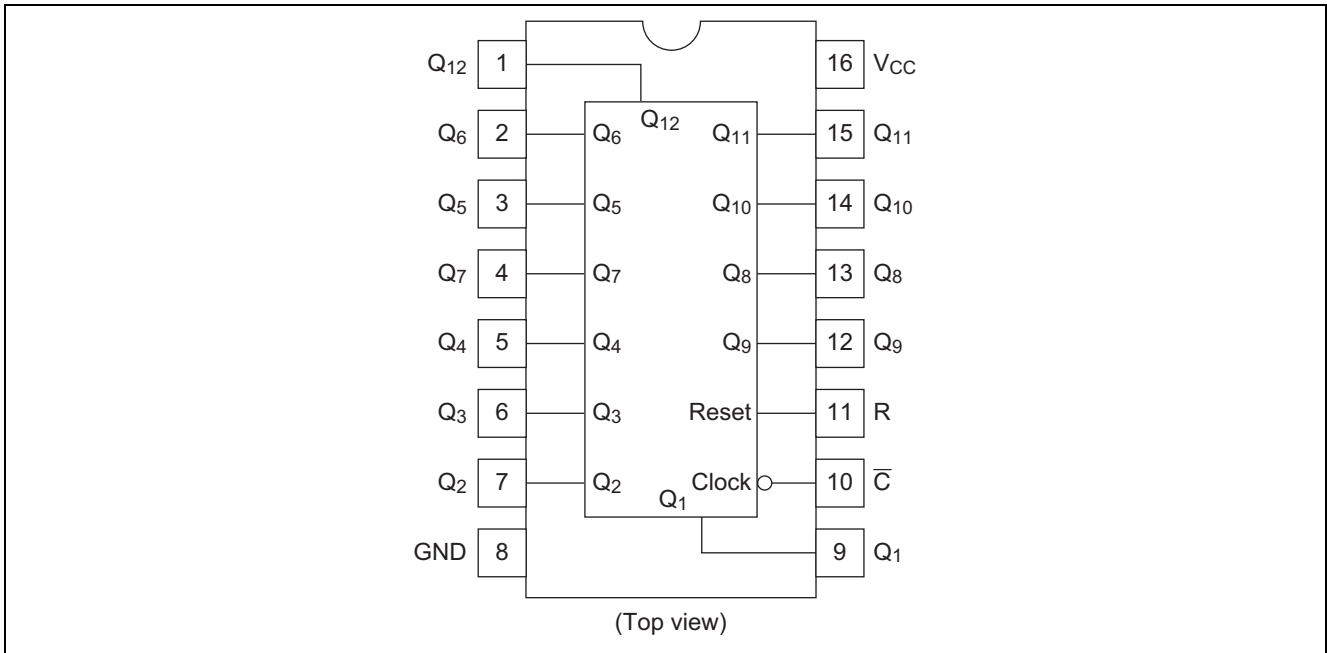 Q12 1 16 VCC
Q12
Q6 2 Q6 Q11 15 Q11
Q5 3 Q5 Q10 14 Q10
Q7 4 Q7 Q8 13 Q8
Q4 5 Q4 Q9 12 Q9
Q3 6 Q3 Reset 11 R
Q2 7 Q2 Clock 10 C̅
Q1
GND 8 9 Q1
(Top view)